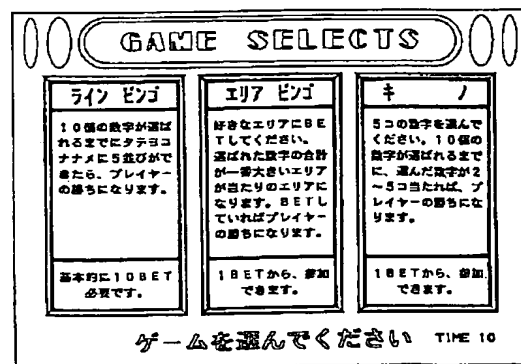 GAME SELECTS
ライン ビンゴ
10個の数字が選ば
れるまでにタテヨコ
ナナメに5並びがで
きたら、プレイヤー
の勝ちになります。
基本的に10BET
必要です。
エリア ビンゴ
好きなエリアにBE
Tしてください。
選ばれた数字の合計
が一番大きいエリア
が当たりのエリアに
なります。BETし
ていればプレイヤー
の勝ちになります。
1BETから、参加
できます。
キノ
5コの数字を選んで
ください。10個の
数字が選ばれるまで
に、選んだ数字が2
～5コ当たれば、プ
レイヤーの勝ちにな
ります。
1BETから、参加
できます。
ゲームを選んでください TIME 10